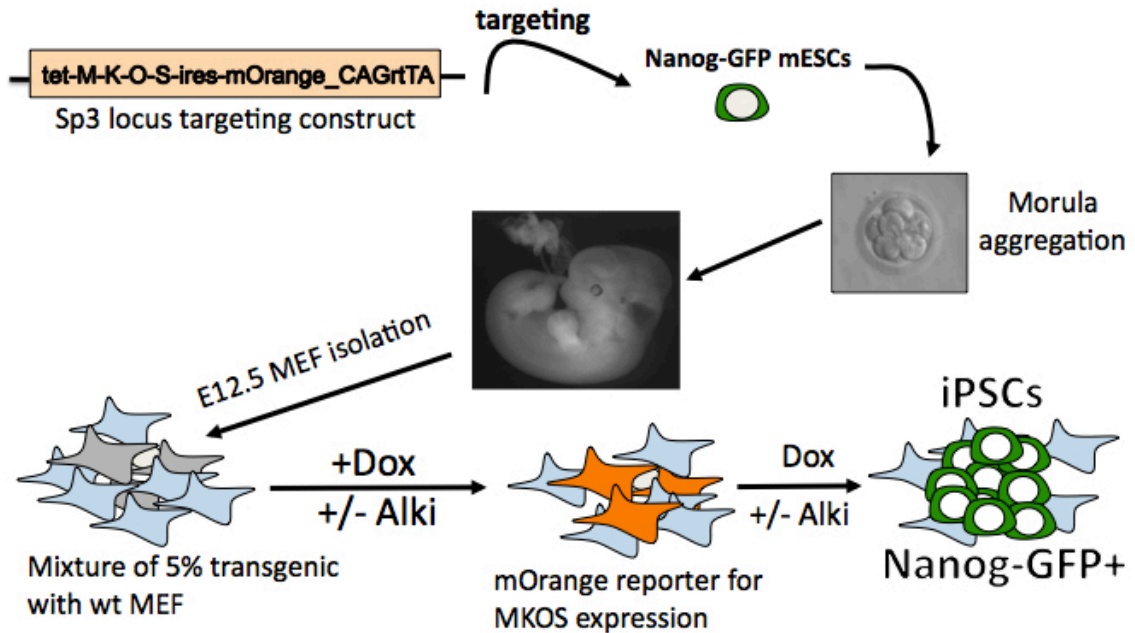 targeting
tet-M-K-O-S-ires-mOrange_CAGrtTA
Sp3 locus targeting construct
Nanog-GFP mESCs
Morula
aggregation
E12.5 MEF isolation
+Dox
+/- Alki
Dox
+/- Alki
iPSCs
Nanog-GFP+
Mixture of 5% transgenic
with wt MEF
mOrange reporter for
MKOS expression